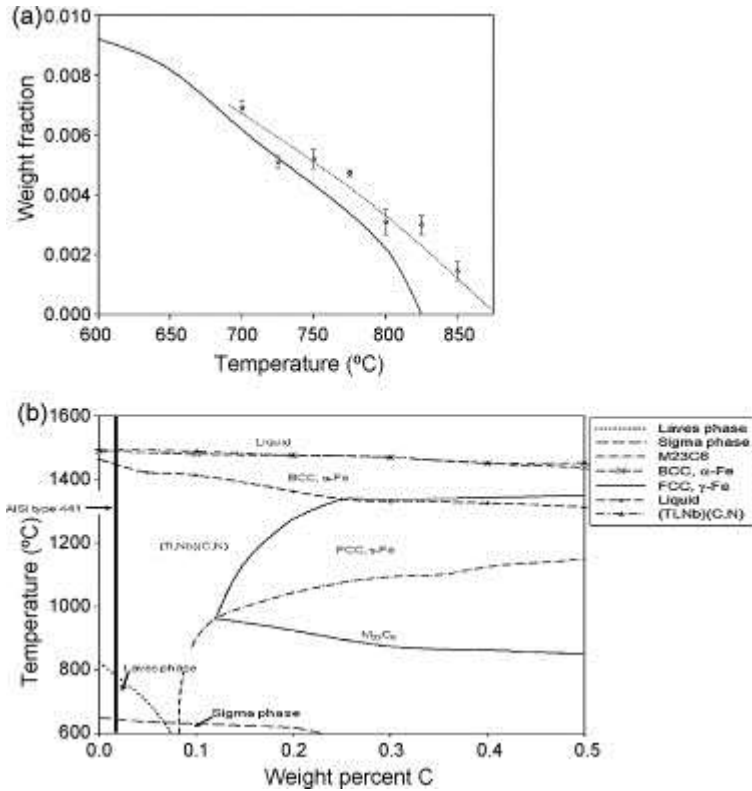 (a)
0.010
0.008
0.006
0.004
0.002
0.000
Weight fraction
600 650 700 750 800 850
Temperature (ºC)
(b)
1600
1400
1200
1000
800
600
Temperature (ºC)
AISI type 441
Liquid
BCC, α-Fe
(Ti,Nb)(C,N)
FCC, γ-Fe
M23C6
Laves phase
Sigma phase
0.0 0.1 0.2 0.3 0.4 0.5
Weight percent C
Laves phase
Sigma phase
M23C6
BCC, α-Fe
FCC, γ-Fe
Liquid
(Ti,Nb)(C,N)